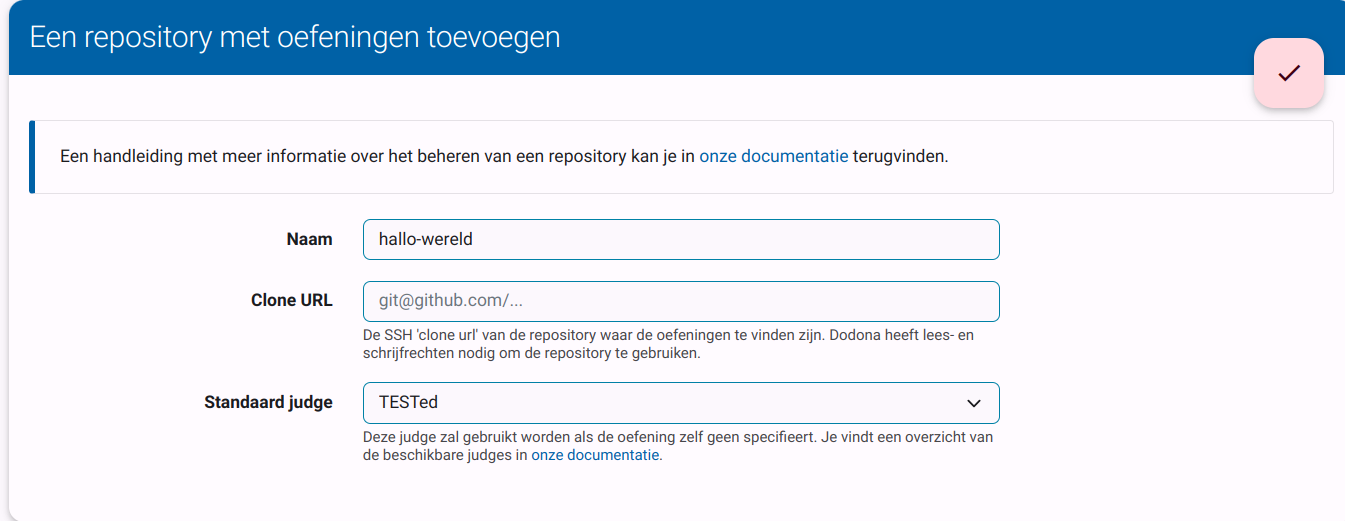 Een repository met oefeningen toevoegen
Een handleiding met meer informatie over het beheren van een repository kan je in onze documentatie terugvinden.
Naam
hallo-wereld
Clone URL
git@github.com/...
De SSH 'clone url' van de repository waar de oefeningen te vinden zijn. Dodona heeft lees- en
schrijfrechten nodig om de repository te gebruiken.
Standaard judge
TESTed
Deze judge zal gebruikt worden als de oefening zelf geen specifieert. Je vindt een overzicht van
de beschikbare judges in onze documentatie.